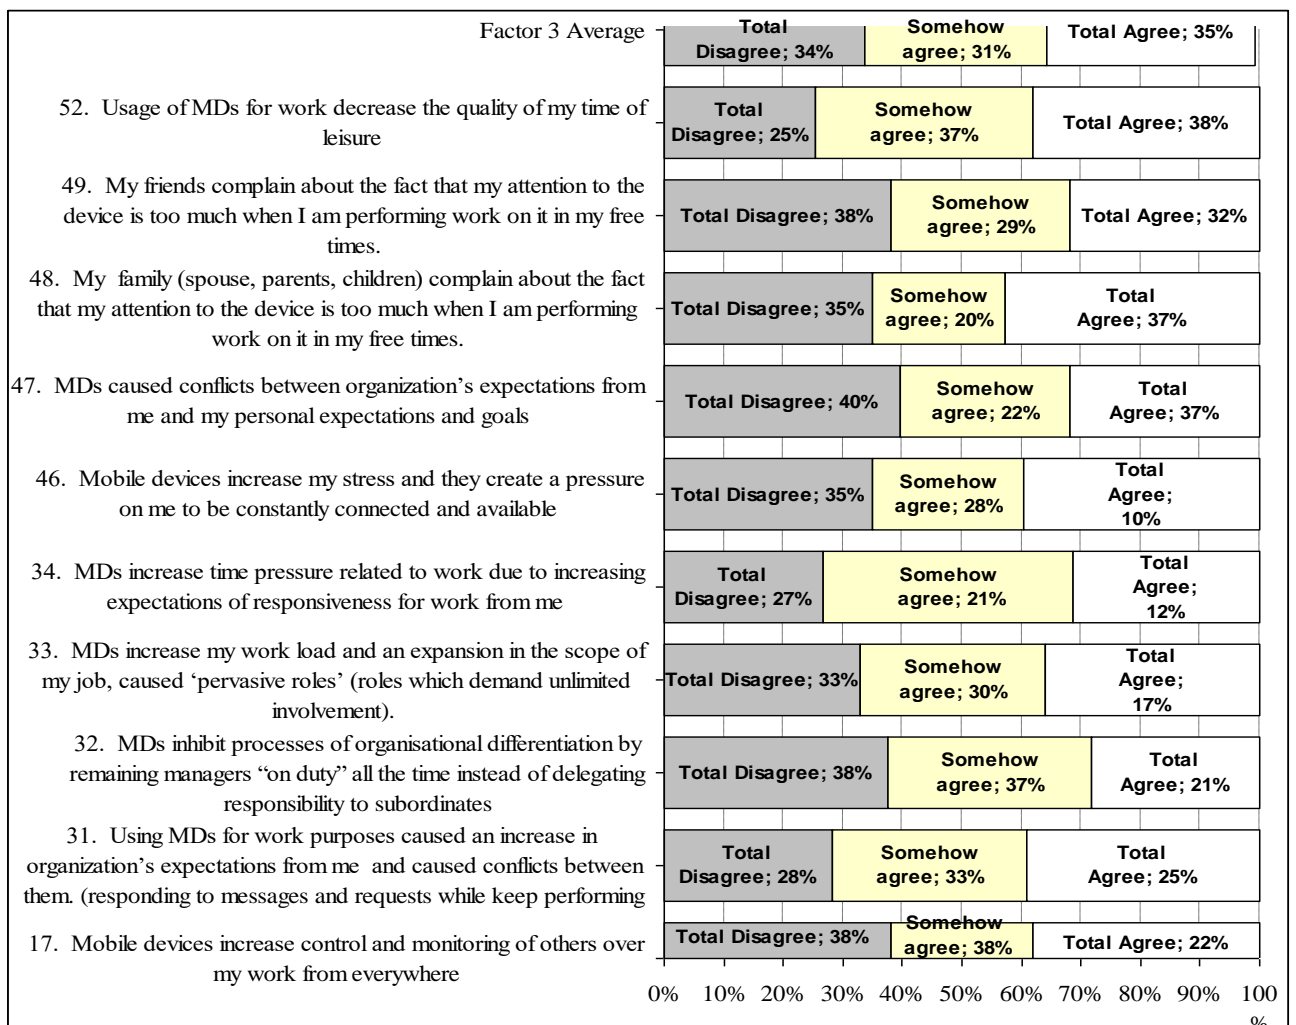 Factor 3 Average
Total
Disagree; 34%
Somehow
agree; 31%
Total Agree; 35%
52. Usage of MDs for work decrease the quality of my time of
leisure
Total
Disagree; 25%
Somehow
agree; 37%
Total Agree; 38%
49. My friends complain about the fact that my attention to the
device is too much when I am performing work on it in my free
times.
Total Disagree; 38%
Somehow
agree; 29%
Total Agree; 32%
48. My family (spouse, parents, children) complain about the fact
that my attention to the device is too much when I am performing
work on it in my free times.
Total Disagree; 35%
Somehow
agree; 20%
Total
Agree; 37%
47. MDs caused conflicts between organization's expectations from
me and my personal expectations and goals
Total Disagree; 40%
Somehow
agree; 22%
Total
Agree; 37%
46. Mobile devices increase my stress and they create a pressure
on me to be constantly connected and available
Total Disagree; 35%
Somehow
agree; 28%
Total
Agree;
10%
34. MDs increase time pressure related to work due to increasing
expectations of responsiveness for work from me
Total
Disagree; 27%
Somehow
agree; 21%
Total
Agree;
12%
33. MDs increase my work load and an expansion in the scope of
my job, caused ‘pervasive roles’ (roles which demand unlimited
involvement).
Total Disagree; 33%
Somehow
agree; 30%
Total
Agree;
17%
32. MDs inhibit processes of organisational differentiation by
remaining managers “on duty” all the time instead of delegating
responsibility to subordinates
Total Disagree; 38%
Somehow
agree; 37%
Total
Agree; 21%
31. Using MDs for work purposes caused an increase in
organization's expectations from me and caused conflicts between
them. (responding to messages and requests while keep performing
Total
Disagree; 28%
Somehow
agree; 33%
Total
Agree; 25%
17. Mobile devices increase control and monitoring of others over
my work from everywhere
Total Disagree; 38%
Somehow
agree; 38%
Total Agree; 22%
0% 10% 20% 30% 40% 50% 60% 70% 80% 90% 100
%